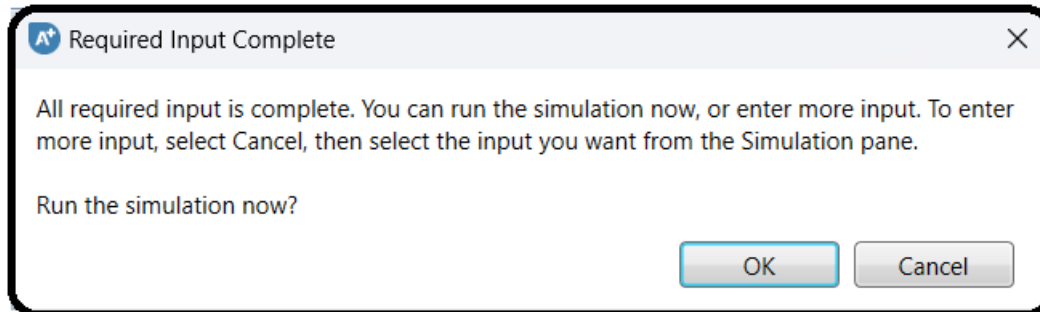 A+ Required Input Complete
All required input is complete. You can run the simulation now, or enter more input. To enter
more input, select Cancel, then select the input you want from the Simulation pane.
Run the simulation now?
OK Cancel